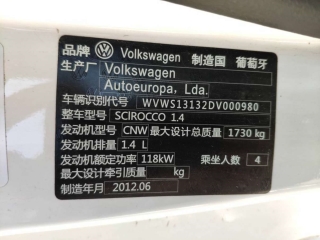 品牌 Volkswagen 制造国 葡萄牙
生产厂 Volkswagen
Autoeuropa, Lda.
车辆识别代号 WVWS13132DV000980
整车型号 SCIROCCO 1.4
发动机型号 CNW 最大设计总质量 1730 kg
发动机排量 1.4 L
发动机额定功率 118kW 乘坐人数 4
最大设计牵引质量 kg
制造年月 2012.06